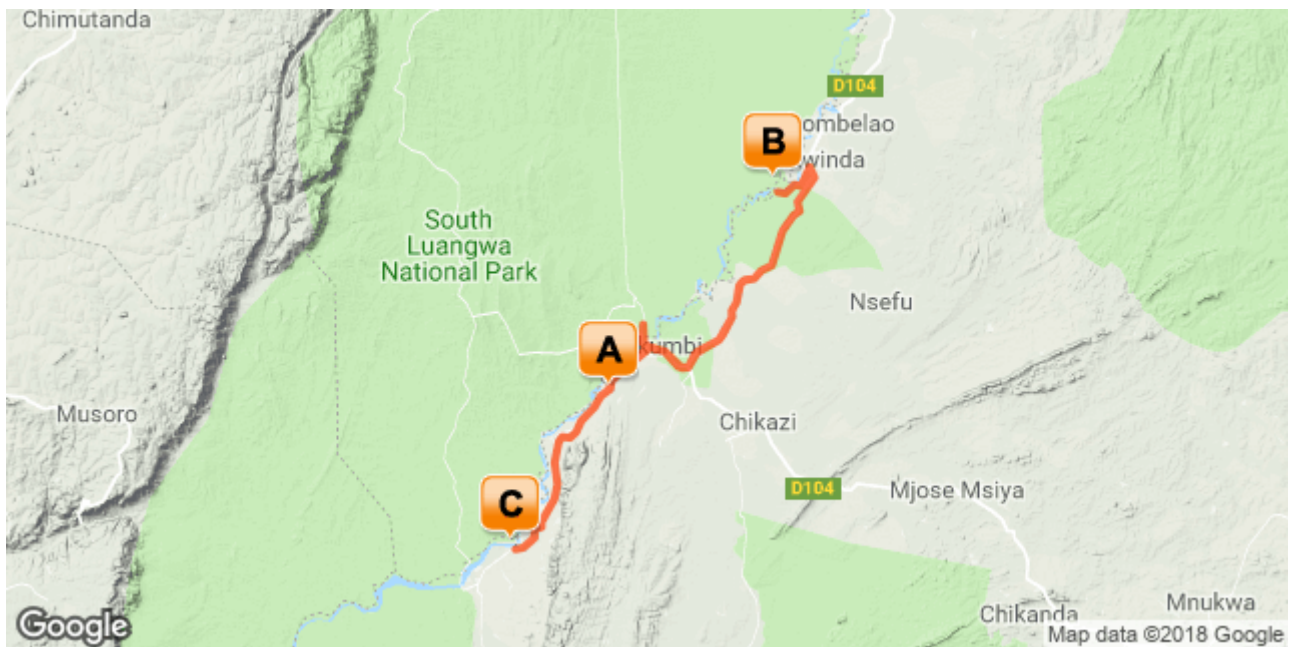 Chimutanda
D104
B
ombelao
winda
South
Luangwa
National Park
Nsefu
A
kumbi
Musoro
Chikazi
C
D104
Mjose Msiya
Chikanda
Mnukwa
Google
Map data ©2018 Google